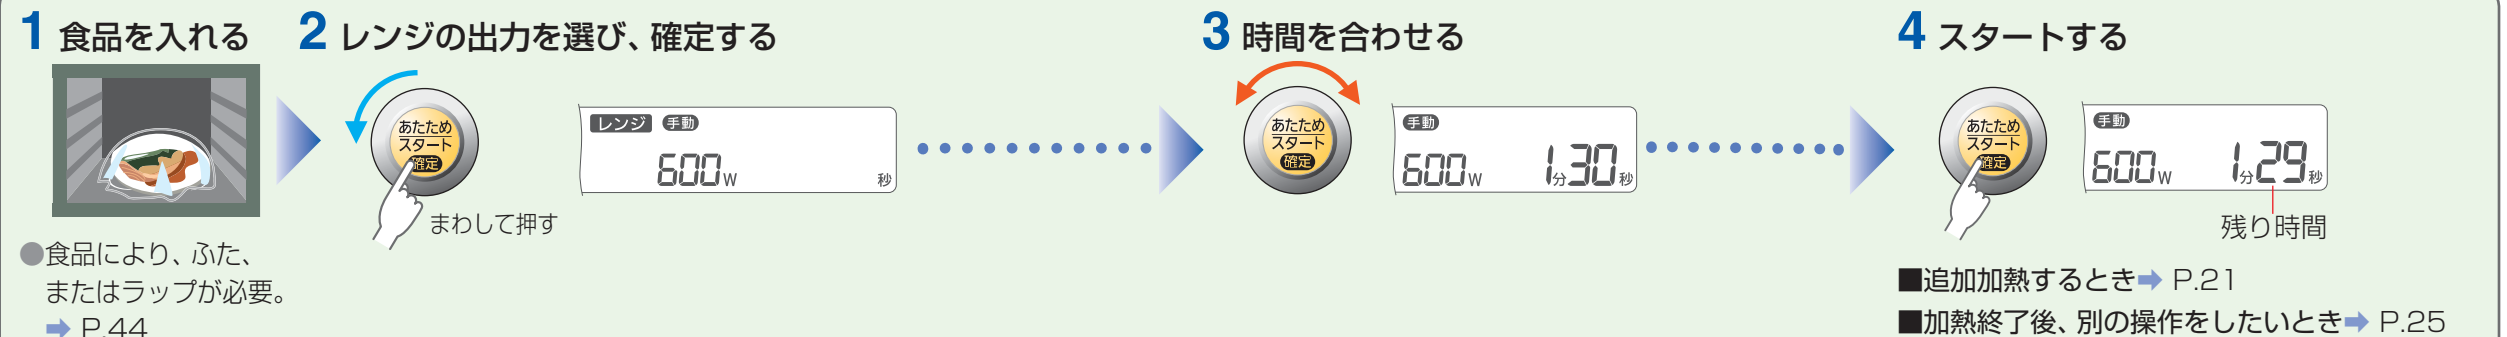 1 食品を入れる
●食品により、ふた、
またはラップが必要。
➡ P.44
2 レンジの出力を選び、確定する
あたため
スタート
確定
まわして押す
レンジ 手動
600W 秒
3 時間を合わせる
あたため
スタート
確定
手動
600W 1分30秒
4 スタートする
あたため
スタート
確定
手動
600W 1分29秒
残り時間
■追加加熱するとき➡ P.21
■加熱終了後、別の操作をしたいとき➡ P.25